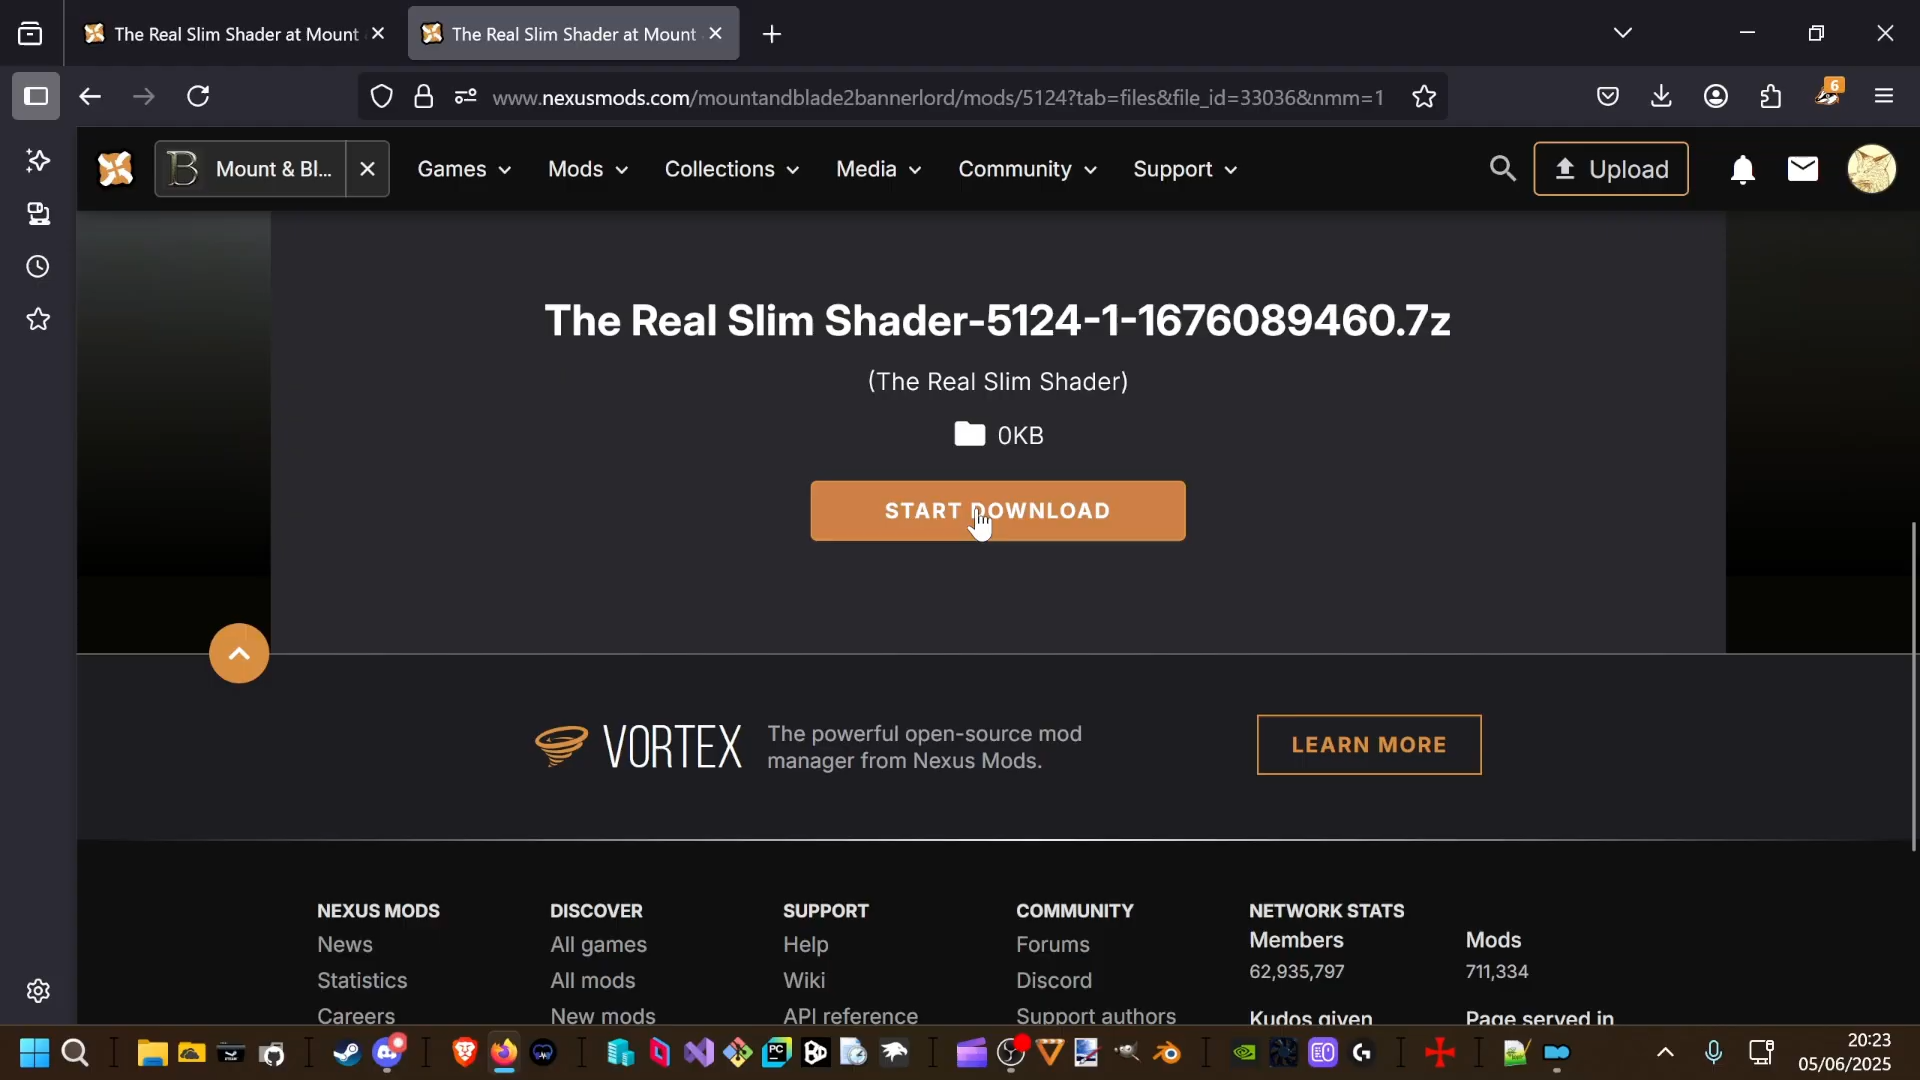 The Real Slim Shader at Mount
The Real Slim Shader at Mount
www.nexusmods.com/mountandblade2bannerlord/mods/5124?tab=files&file_id=33036&nmm=1
6
B Mount & Bl...
Games
Mods
Collections
Media
Community
Support
Upload
The Real Slim Shader-5124-1-1676089460.7z
(The Real Slim Shader)
0KB
START DOWNLOAD
VORTEX
The powerful open-source mod
manager from Nexus Mods.
LEARN MORE
NEXUS MODS
News
Statistics
Careers
DISCOVER
All games
All mods
New mods
SUPPORT
Help
Wiki
API reference
COMMUNITY
Forums
Discord
Support authors
NETWORK STATS
Members
62,935,797
Mods
711,334
Kudos given
Page served in
PC
20:23
05/06/2025